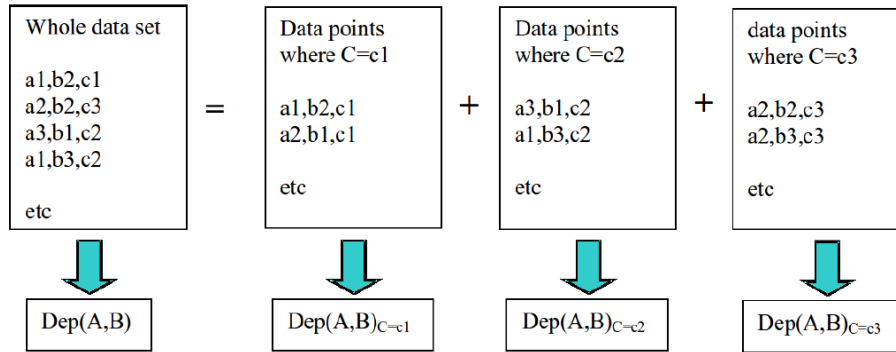 Whole data set
a1,b2,c1
a2,b2,c3
a3,b1,c2
a1,b3,c2
etc
=
Data points
where C=c1
a1,b2,c1
a2,b1,c1
etc
+
Data points
where C=c2
a3,b1,c2
a1,b3,c2
etc
+
data points
where C=c3
a2,b2,c3
a2,b3,c3
etc
Dep(A,B)
Dep(A,B)C=c1
Dep(A,B)C=c2
Dep(A,B)C=c3